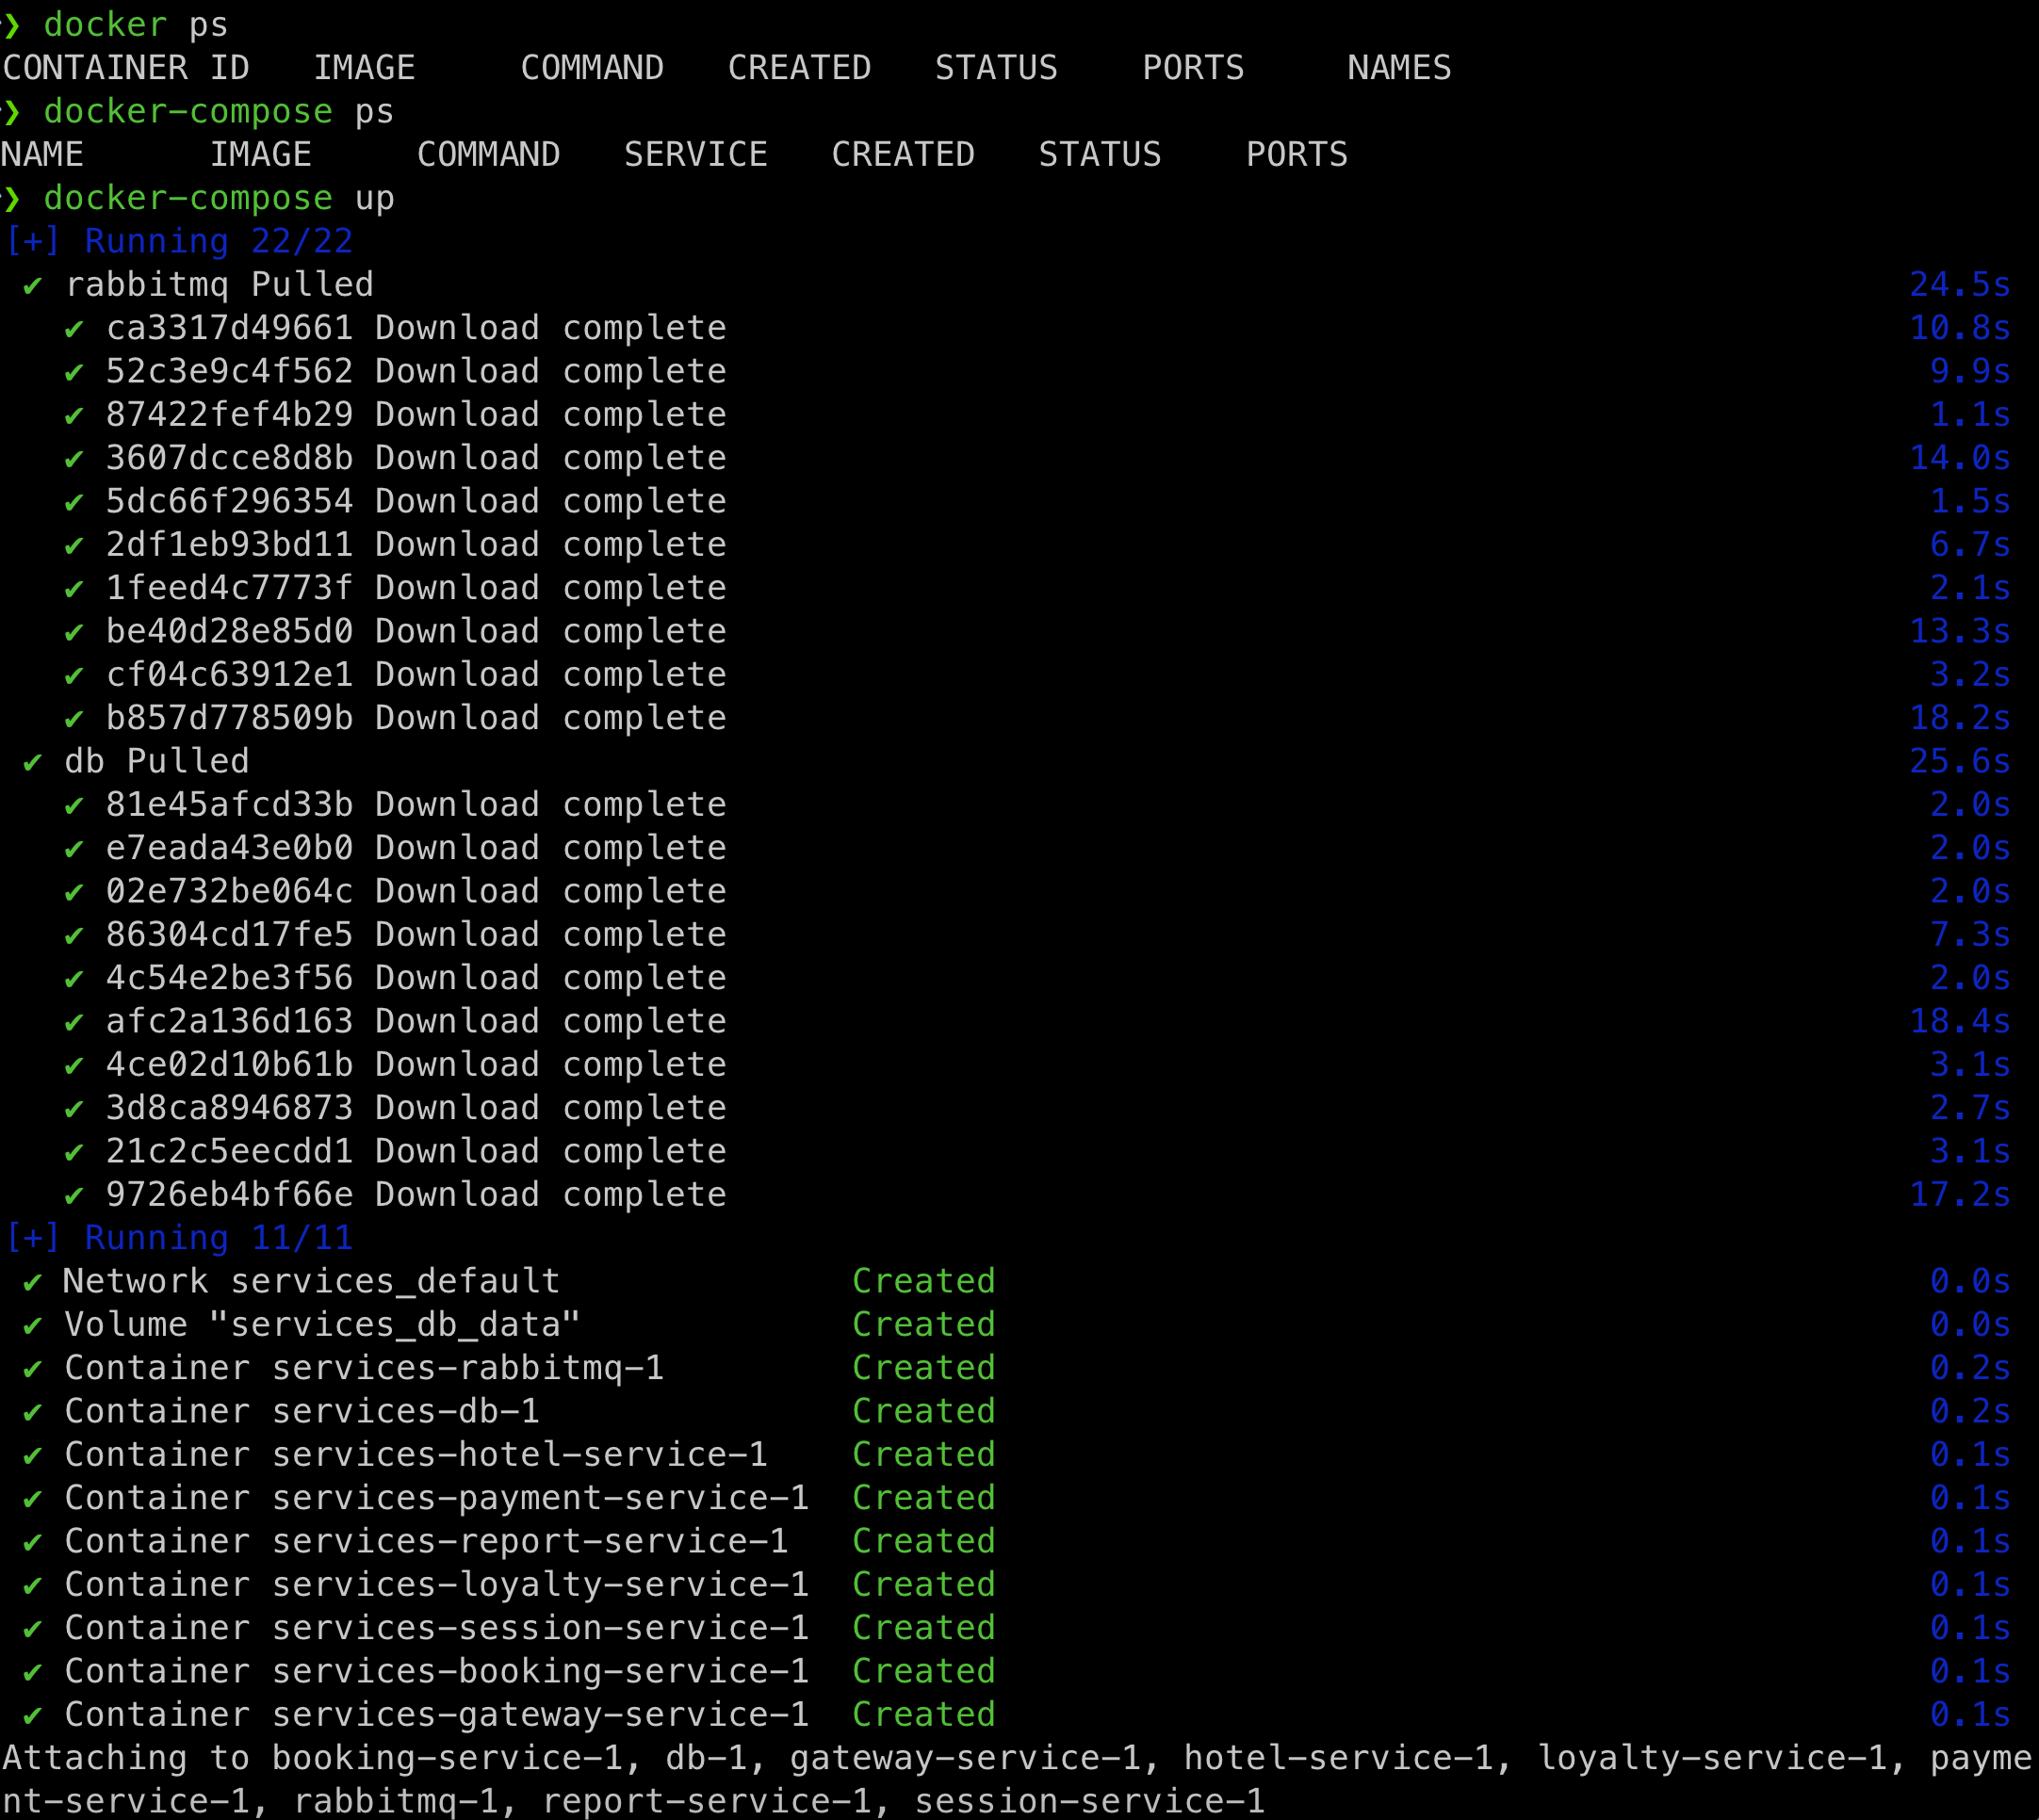 ❯ docker ps
CONTAINER ID   IMAGE     COMMAND   CREATED   STATUS    PORTS     NAMES
❯ docker-compose ps
NAME      IMAGE     COMMAND   SERVICE   CREATED   STATUS    PORTS
❯ docker-compose up
[+] Running 22/22
✔ rabbitmq Pulled 24.5s
✔ ca3317d49661 Download complete 10.8s
✔ 52c3e9c4f562 Download complete 9.9s
✔ 87422fef4b29 Download complete 1.1s
✔ 3607dcce8d8b Download complete 14.0s
✔ 5dc66f296354 Download complete 1.5s
✔ 2df1eb93bd11 Download complete 6.7s
✔ 1feed4c7773f Download complete 2.1s
✔ be40d28e85d0 Download complete 13.3s
✔ cf04c63912e1 Download complete 3.2s
✔ b857d778509b Download complete 18.2s
✔ db Pulled 25.6s
✔ 81e45afcd33b Download complete 2.0s
✔ e7eada43e0b0 Download complete 2.0s
✔ 02e732be064c Download complete 2.0s
✔ 86304cd17fe5 Download complete 7.3s
✔ 4c54e2be3f56 Download complete 2.0s
✔ afc2a136d163 Download complete 18.4s
✔ 4ce02d10b61b Download complete 3.1s
✔ 3d8ca8946873 Download complete 2.7s
✔ 21c2c5eecdd1 Download complete 3.1s
✔ 9726eb4bf66e Download complete 17.2s
[+] Running 11/11
✔ Network services_default Created 0.0s
✔ Volume "services_db_data" Created 0.0s
✔ Container services-rabbitmq-1 Created 0.2s
✔ Container services-db-1 Created 0.2s
✔ Container services-hotel-service-1 Created 0.1s
✔ Container services-payment-service-1 Created 0.1s
✔ Container services-report-service-1 Created 0.1s
✔ Container services-loyalty-service-1 Created 0.1s
✔ Container services-session-service-1 Created 0.1s
✔ Container services-booking-service-1 Created 0.1s
✔ Container services-gateway-service-1 Created 0.1s
Attaching to booking-service-1, db-1, gateway-service-1, hotel-service-1, loyalty-service-1, payme
nt-service-1, rabbitmq-1, report-service-1, session-service-1